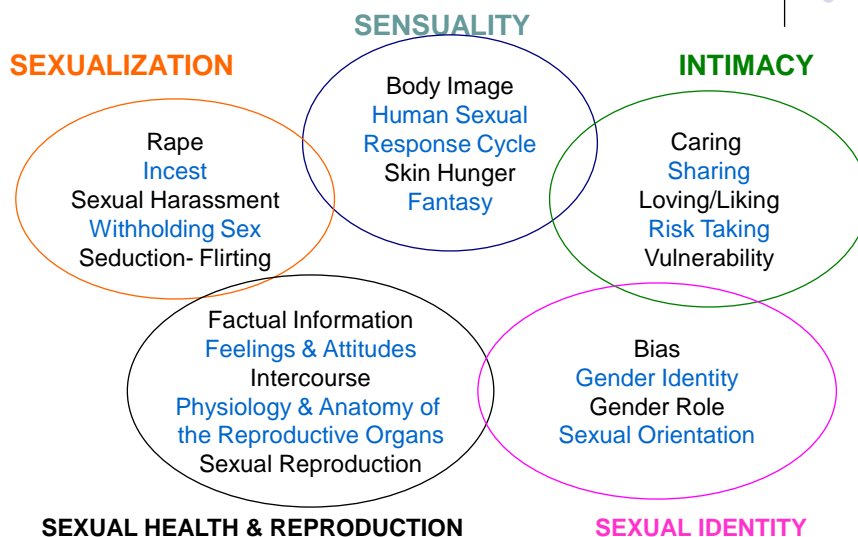 SENSUALITY
SEXUALIZATION
INTIMACY
Body Image
Human Sexual
Response Cycle
Skin Hunger
Fantasy
Rape
Incest
Sexual Harassment
Withholding Sex
Seduction- Flirting
Caring
Sharing
Loving/Liking
Risk Taking
Vulnerability
Factual Information
Feelings & Attitudes
Intercourse
Physiology & Anatomy of
the Reproductive Organs
Sexual Reproduction
Bias
Gender Identity
Gender Role
Sexual Orientation
SEXUAL HEALTH & REPRODUCTION
SEXUAL IDENTITY